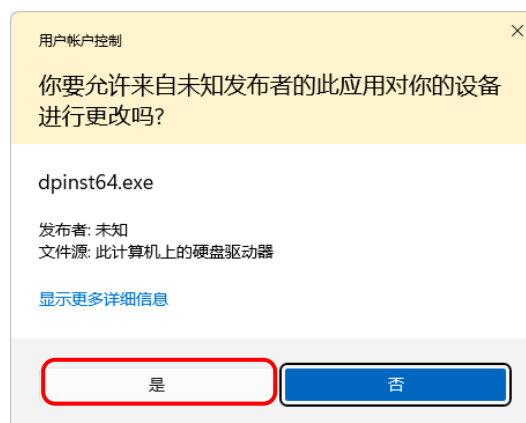 用户帐户控制
你要允许来自未知发布者的此应用对你的设备
进行更改吗?
dpinst64.exe
发布者: 未知
文件源: 此计算机上的硬盘驱动器
显示更多详细信息
是
否